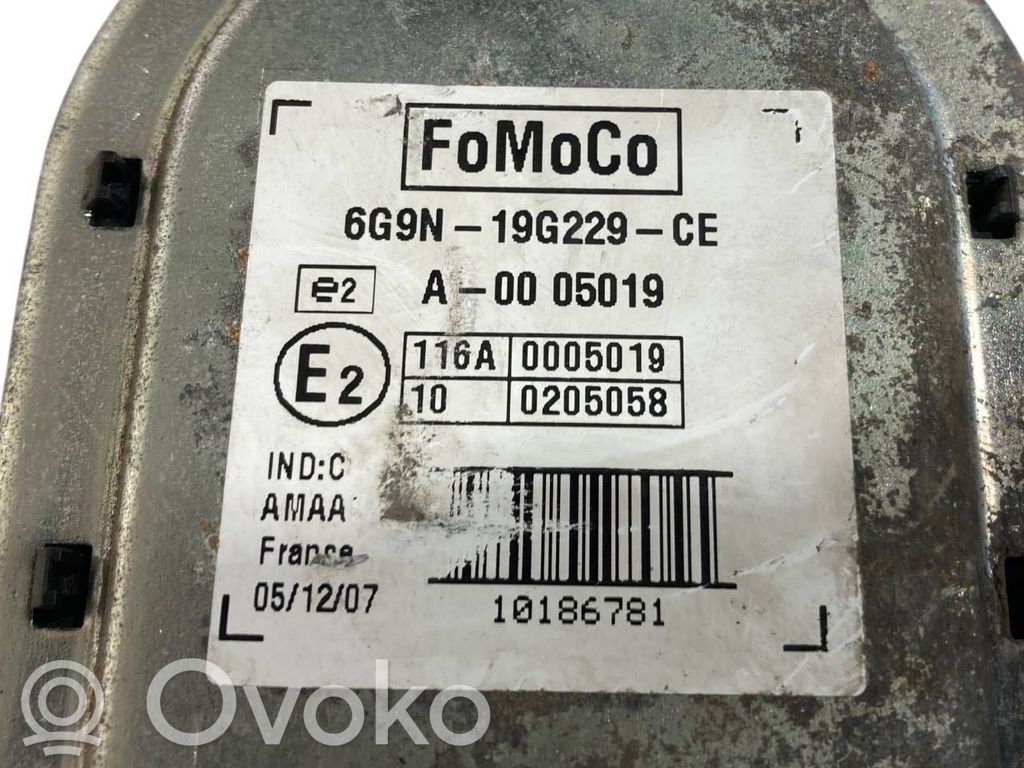 FoMoCo
6G9N-19G229-CE
e2 A-00 05019
E2 116A 0005019
10 0205058
IND:C
AMAA
France
05/12/07
10186781
Ovoko